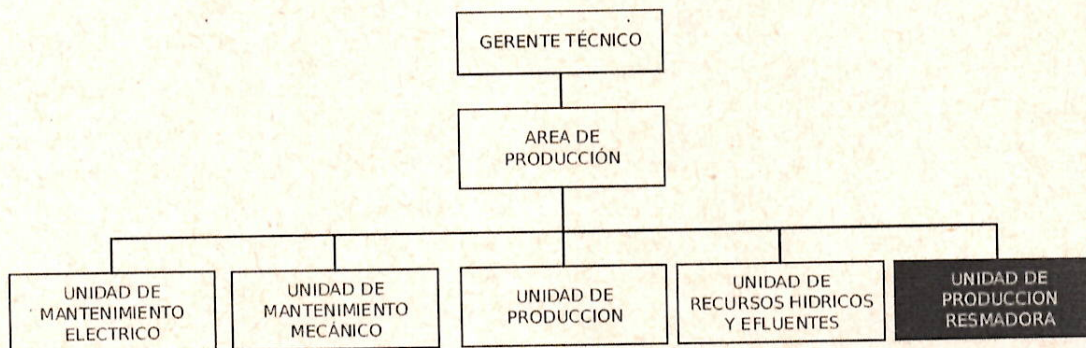 GERENTE TÉCNICO
AREA DE
PRODUCCIÓN
UNIDAD DE
MANTENIMIENTO
ELECTRICO
UNIDAD DE
MANTENIMIENTO
MECÁNICO
UNIDAD DE
PRODUCCION
UNIDAD DE
RECURSOS HIDRICOS
Y EFLUENTES
UNIDAD DE
PRODUCCION
RESMADORA